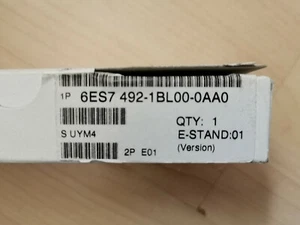 1P 6ES7 492-1BL00-0AA0
QTY: 1
S UYM4
E-STAND:01
(Version)
2P E01